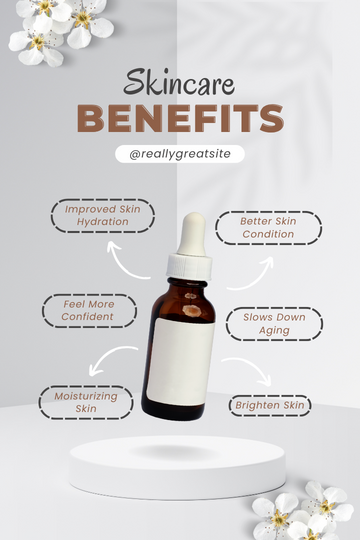 Skincare
BENEFITS
@reallygreatsite
Improved Skin
Hydration
Better Skin
Condition
Feel More
Confident
Slows Down
Aging
Moisturizing
Skin
Brighten Skin